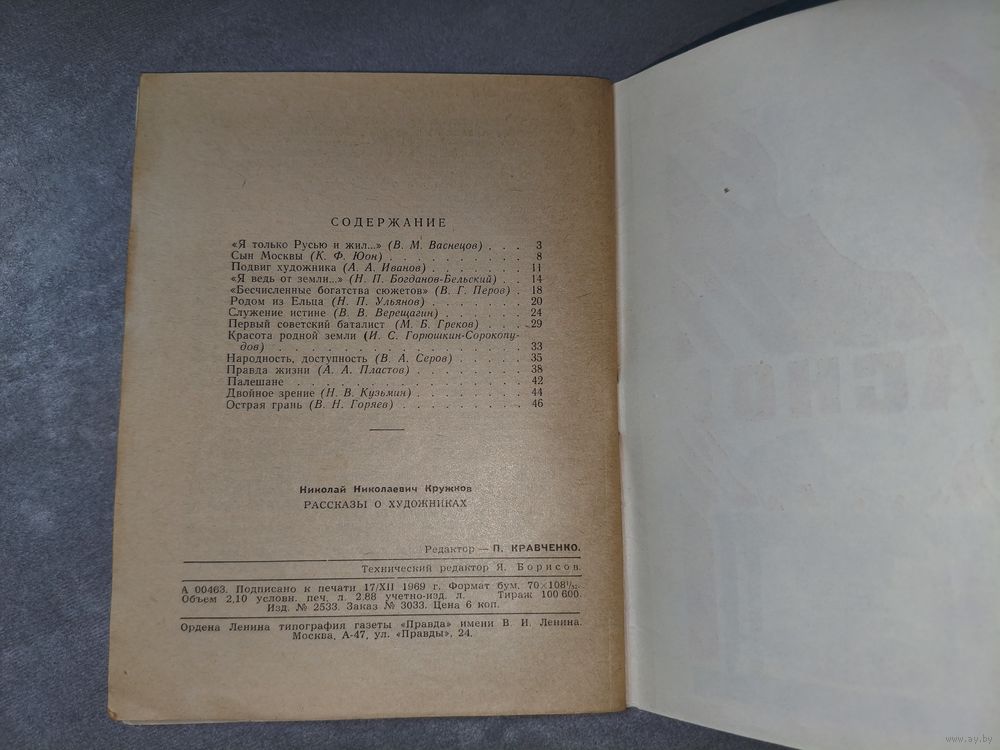 СОДЕРЖАНИЕ
«Я только Русью и жил...» (В. М. Васнецов) . . . 3
Сын Москвы (К. Ф. Юон) . . . . . . . . 8
Подвиг художника (А. А. Иванов) . . . . . . 11
«Я ведь от земли...» (Н. П. Богданов-Бельский) . . 14
«Бесчисленные богатства сюжетов» (В. Г. Перов) . 18
Родом из Ельца (Н. П. Ульянов) . . . . . . 20
Служение истине (В. В. Верещагин) . . . . . 24
Первый советский баталист (М. Б. Греков) . . . 29
Красота родной земли (И. С. Горюшкин-Сорокопу-
дов) . . . . . . . . . . . . . 33
Народность, доступность (В. А. Серов) . . . . . 35
Правда жизни (А. А. Пластов) . . . . . . . 38
Палешане . . . . . . . . . . . . 42
Двойное зрение (Н. В. Кузьмин) . . . . . . . 44
Острая грань (В. Н. Горяев) . . . . . . . . 46
Николай Николаевич Кружков
РАССКАЗЫ О ХУДОЖНИКАХ
Редактор — П. КРАВЧЕНКО.
Технический редактор Я. Борисов.
А 00463. Подписано к печати 17/XII 1969 г. Формат бум. 70×108¹/₃₂.
Объем 2,10 условн. печ. л. 2,88 учетно-изд. л. Тираж 100 600.
Изд. № 2533. Заказ № 3033. Цена 6 коп.
Ордена Ленина типография газеты «Правда» имени В. И. Ленина.
Москва, А-47, ул. «Правды», 24.
www.ay.by